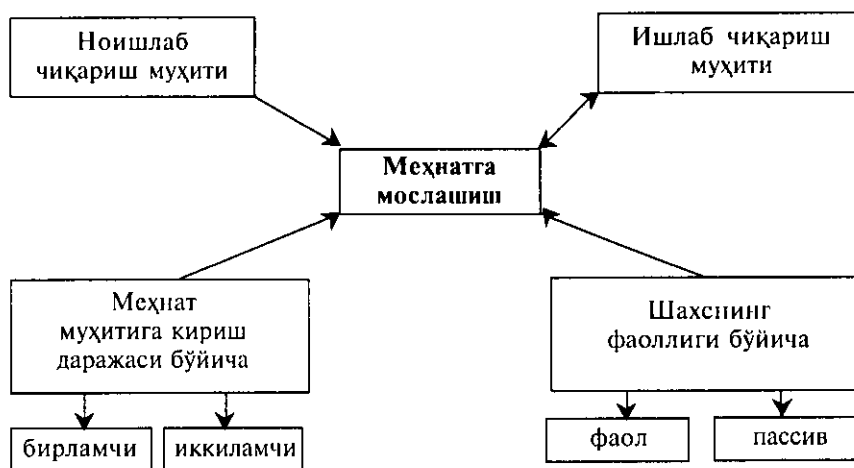 Ноишлаб
чиқариш муҳити
Ишлаб чиқариш
муҳити
Меҳнатга
мослашиш
Меҳнат
муҳитига кириш
даражаси бўйича
Шахснинг
фаоллиги бўйича
бирламчи
иккиламчи
фаол
пассив